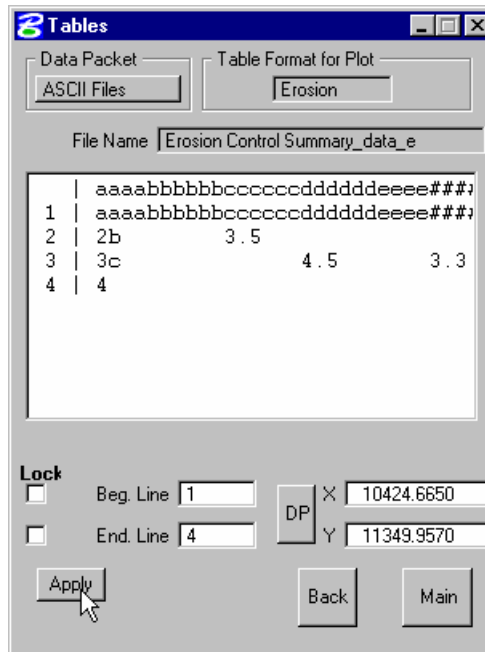 Tables
Data Packet
Table Format for Plot
ASCII Files
Erosion
File Name Erosion Control Summary_data_e
| aaaabbbbbbccccccddddddeeee###
1 | aaaabbbbbbccccccddddddeeee###
2 | 2b 3.5
3 | 3c 4.5 3.3
4 | 4
Lock
Beg. Line 1
X 10424.6650
DP
End. Line 4
Y 11349.9570
Apply
Back
Main